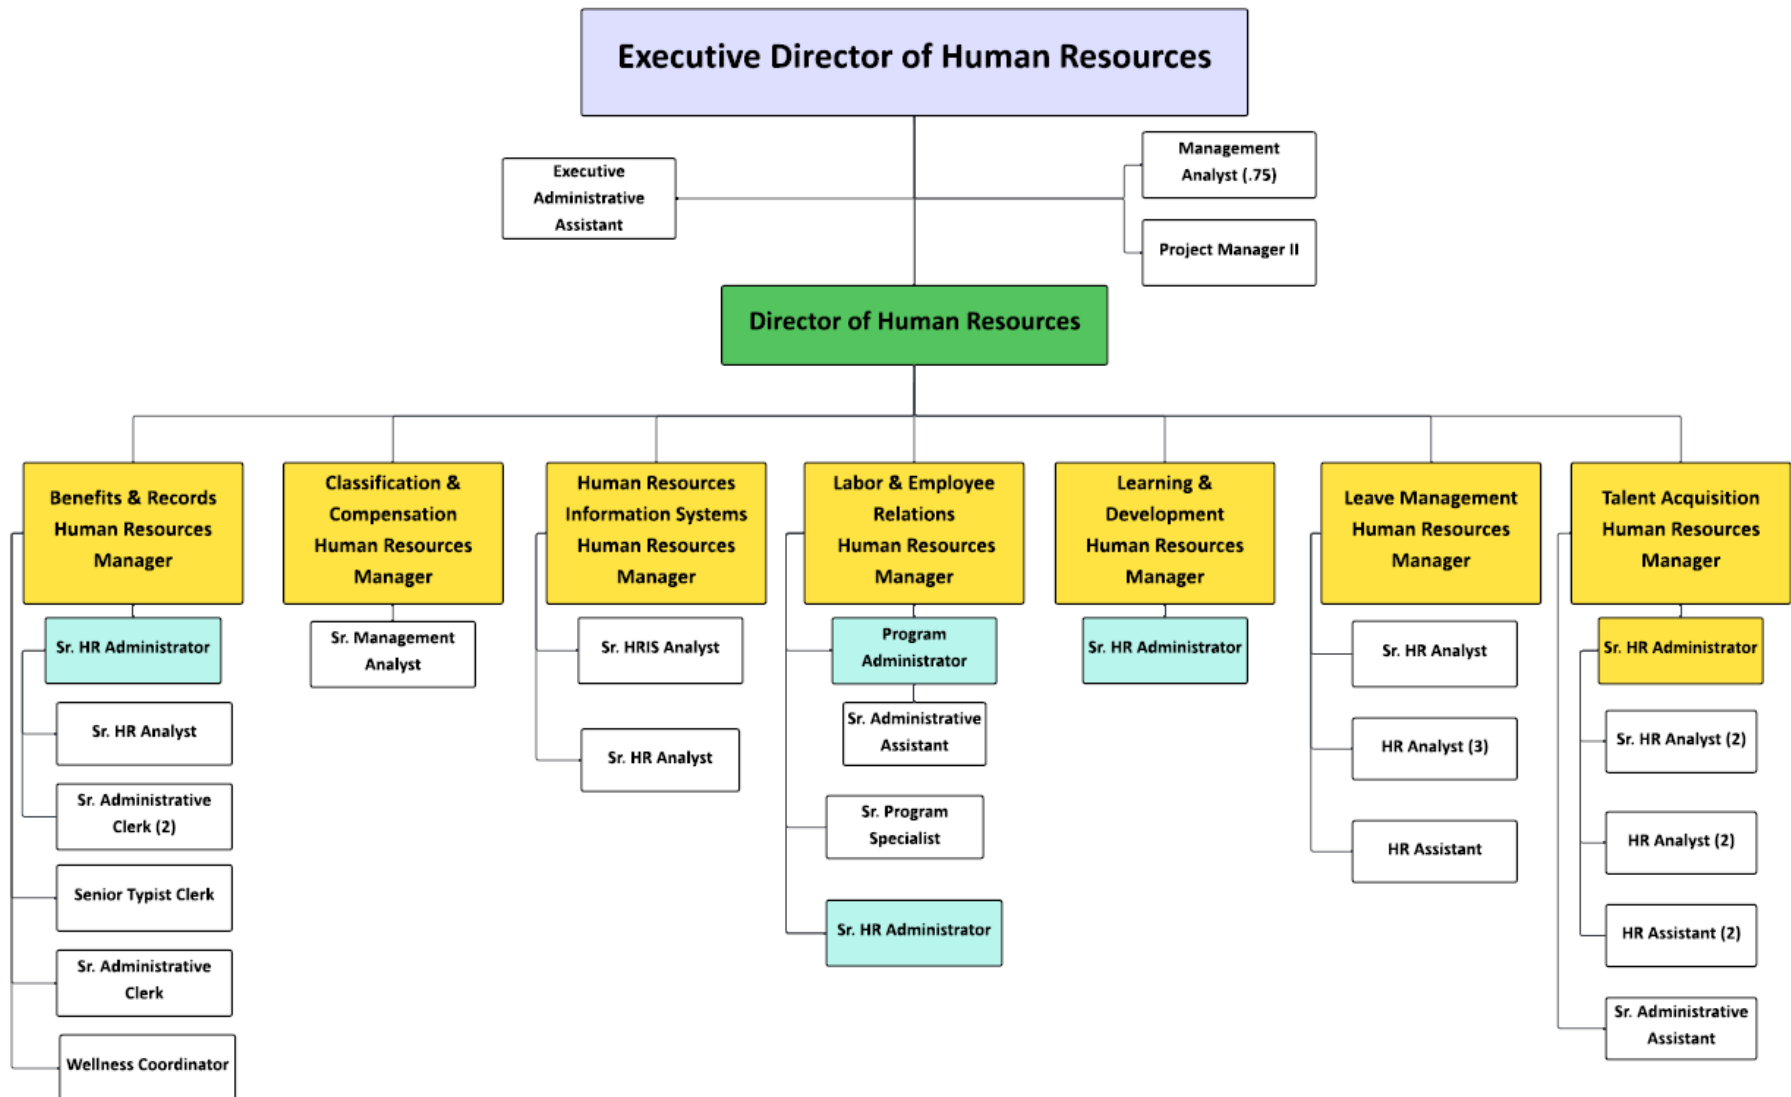 Executive Director of Human Resources
Executive
Administrative
Assistant
Management
Analyst (.75)
Project Manager II
Director of Human Resources
Benefits & Records
Human Resources
Manager
Sr. HR Administrator
Sr. HR Analyst
Sr. Administrative
Clerk (2)
Senior Typist Clerk
Sr. Administrative
Clerk
Wellness Coordinator
Classification &
Compensation
Human Resources
Manager
Sr. Management
Analyst
Human Resources
Information Systems
Human Resources
Manager
Sr. HRIS Analyst
Sr. HR Analyst
Labor & Employee
Relations
Human Resources
Manager
Program
Administrator
Sr. Administrative
Assistant
Sr. Program
Specialist
Sr. HR Administrator
Learning &
Development
Human Resources
Manager
Sr. HR Administrator
Leave Management
Human Resources
Manager
Sr. HR Analyst
HR Analyst (3)
HR Assistant
Talent Acquisition
Human Resources
Manager
Sr. HR Administrator
Sr. HR Analyst (2)
HR Analyst (2)
HR Assistant (2)
Sr. Administrative
Assistant